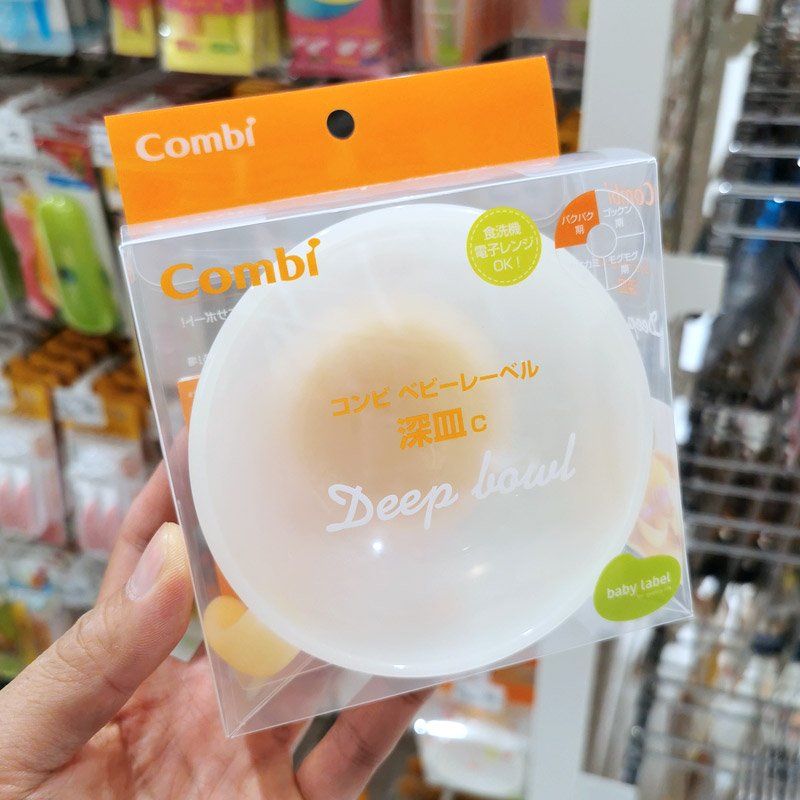 Combi
Combi
食洗機
電子レンジ
OK！
パクパク
期
ゴックン
期
モグモグ
期
コンビ ベビーレーベル
深皿 C
Deep bowl
baby label